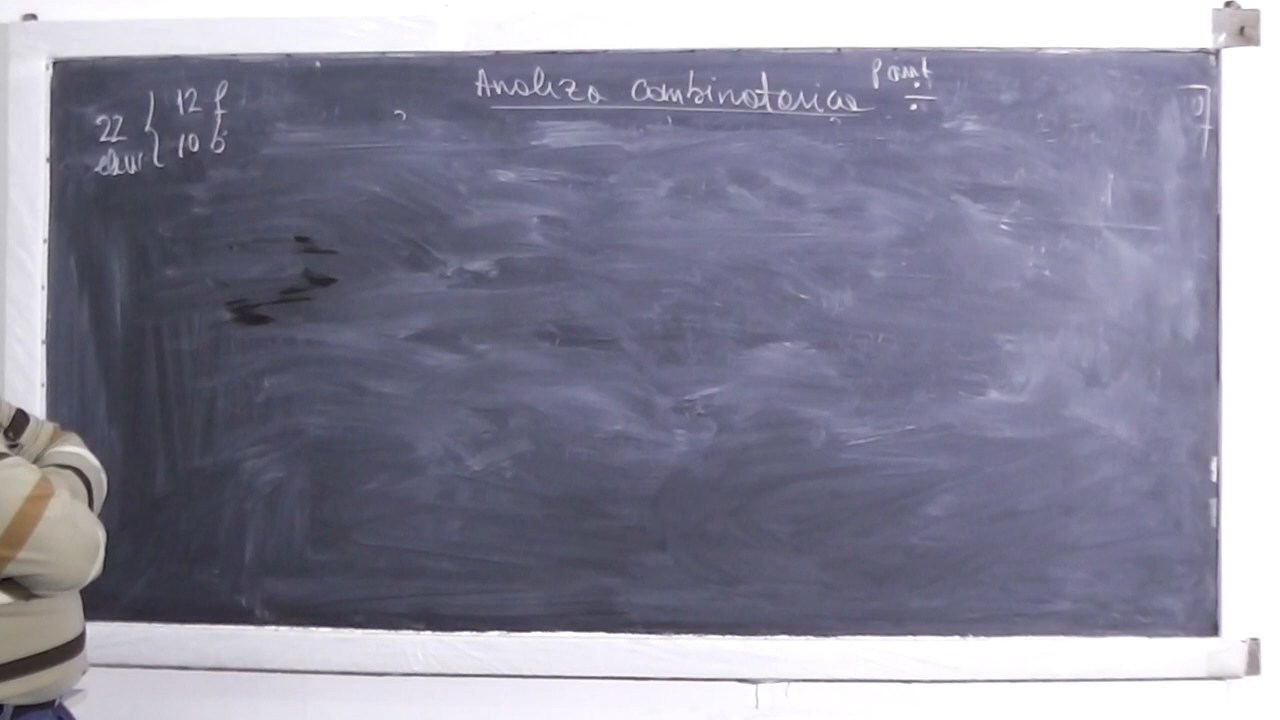 Analiza combinatorica
22 { 12 f
elevi { 10 b